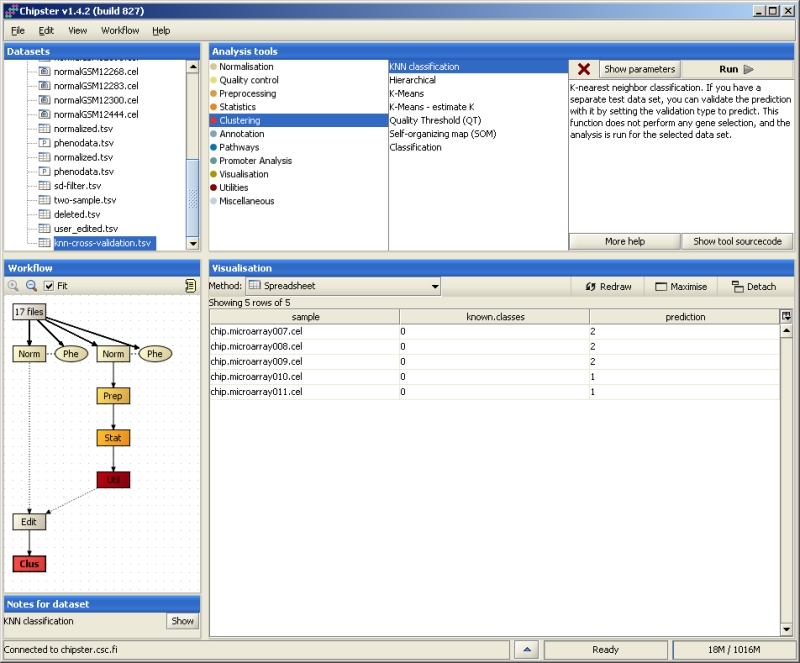 Chipster v1.4.2 (build 827)
File Edit View Workflow Help
Datasets
normalGSM12268.cel
normalGSM12283.cel
normalGSM12300.cel
normalGSM12444.cel
normalized.tsv
phenodata.tsv
normalized.tsv
phenodata.tsv
sd-filter.tsv
two-sample.tsv
deleted.tsv
user_edited.tsv
knn-cross-validation.tsv
Analysis tools
Normalisation
Quality control
Preprocessing
Statistics
Clustering
Annotation
Pathways
Promoter Analysis
Visualisation
Utilities
Miscellaneous
KNN classification
Hierarchical
K-Means
K-Means - estimate K
Quality Threshold (QT)
Self-organizing map (SOM)
Classification
Show parameters Run
K-nearest neighbor classification. If you have a
separate test data set, you can validate the prediction
with it by setting the validation type to predict. This
function does not perform any gene selection, and the
analysis is run for the selected data set.
More help Show tool sourcecode
Workflow
Fit
17 files
Norm Phe Norm Phe
Prep
Stat
Util
Edit
Clus
Notes for dataset
KNN classification Show
Visualisation
Method: Spreadsheet Redraw Maximise Detach
Showing 5 rows of 5
sample known.classes prediction
chip.microarray007.cel 0 2
chip.microarray008.cel 0 2
chip.microarray009.cel 0 2
chip.microarray010.cel 0 1
chip.microarray011.cel 0 1
Connected to chipster.csc.fi Ready 18M / 1016M